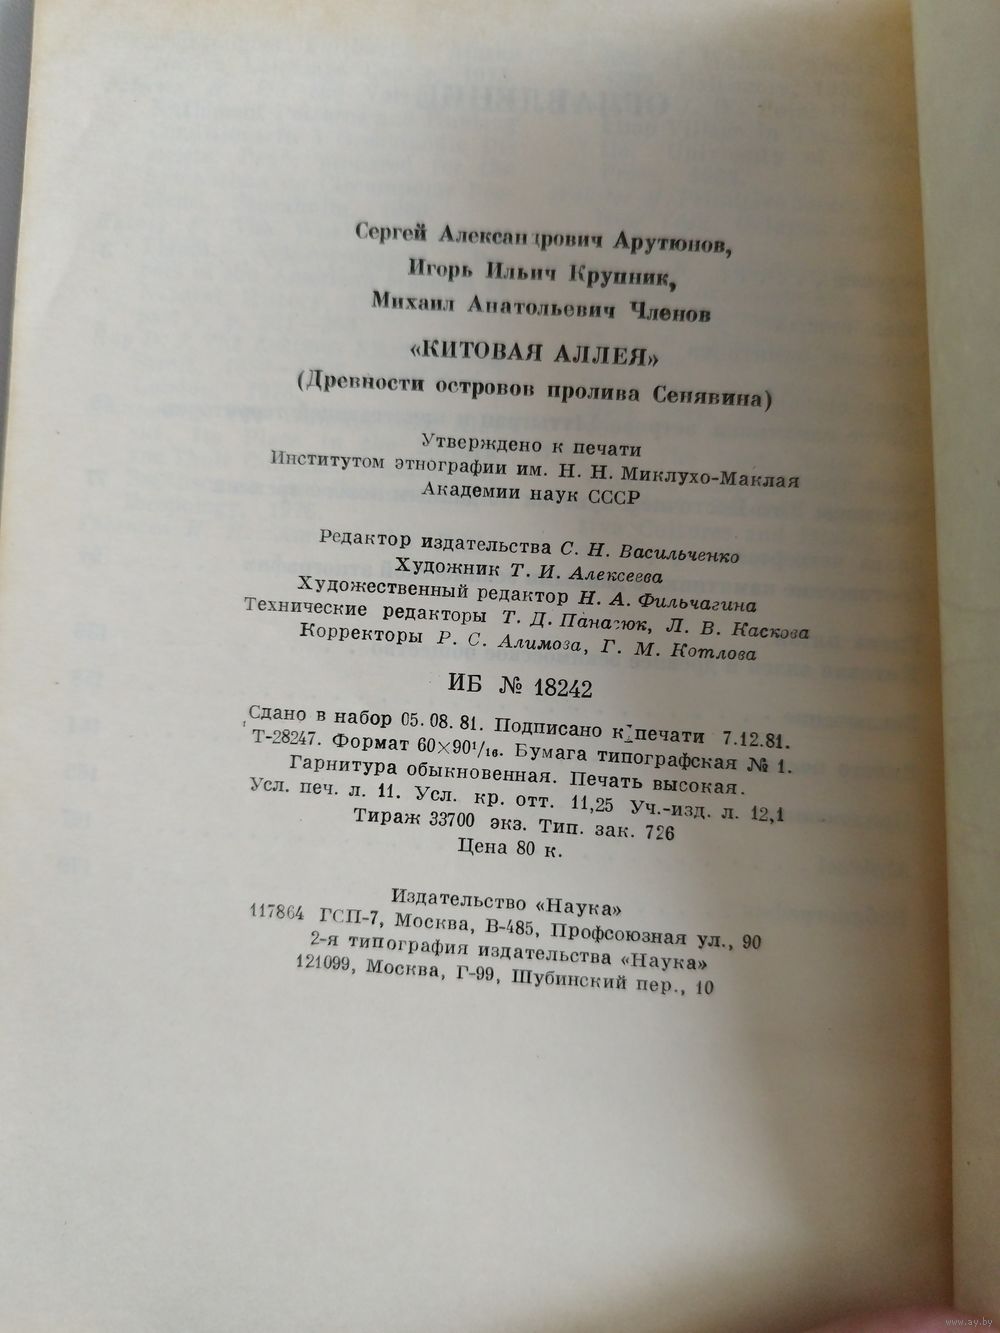 Сергей Александрович Арутюнов,
Игорь Ильич Крупник,
Михаил Анатольевич Членов
«КИТОВАЯ АЛЛЕЯ»
(Древности островов пролива Сенявина)
Утверждено к печати
Институтом этнографии им. Н. Н. Миклухо-Маклая
Академии наук СССР
Редактор издательства С. Н. Васильченко
Художник Т. И. Алексеева
Художественный редактор Н. А. Фильчагина
Технические редакторы Т. Д. Панасюк, Л. В. Каскова
Корректоры Р. С. Алимова, Г. М. Котлова
ИБ № 18242
Сдано в набор 05. 08. 81. Подписано к печати 7.12.81.
Т-28247. Формат 60×90¹/₁₆. Бумага типографская № 1.
Гарнитура обыкновенная. Печать высокая.
Усл. печ. л. 11. Усл. кр. отт. 11,25 Уч.-изд. л. 12,1
Тираж 33700 экз. Тип. зак. 726
Цена 80 к.
Издательство «Наука»
117864 ГСП-7, Москва, В-485, Профсоюзная ул., 90
2-я типография издательства «Наука»
121099, Москва, Г-99, Шубинский пер., 10
www.ay.by